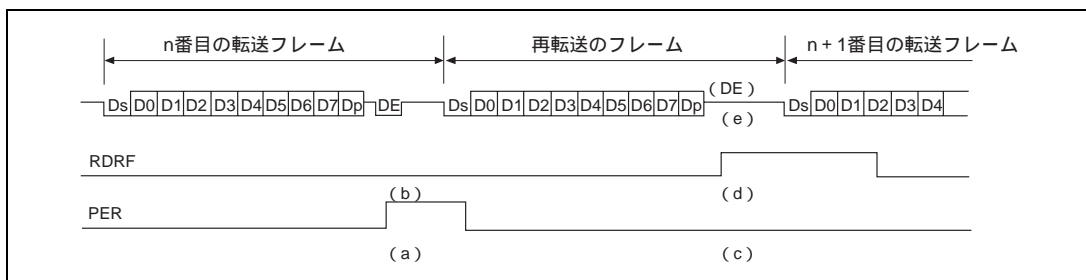 n番目の転送フレーム 再転送のフレーム n + 1番目の転送フレーム
Ds D0 D1 D2 D3 D4 D5 D6 D7 Dp DE Ds D0 D1 D2 D3 D4 D5 D6 D7 Dp (DE) Ds D0 D1 D2 D3 D4
(e)
RDRF
(b) (d)
PER
(a) (c)